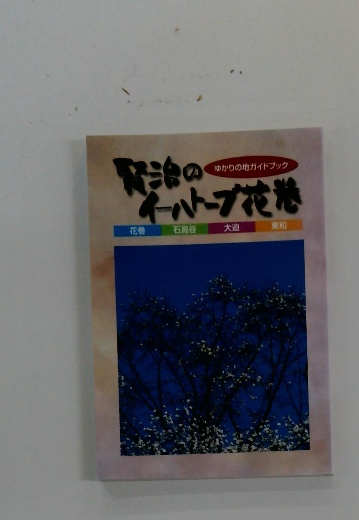 賢治の
ゆかりの地ガイドブック
イーハトーブ花巻
花巻 石鳥谷 大迫 東和